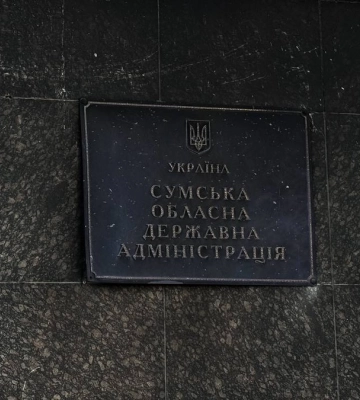 УКРАЇНА
СУМСЬКА
ОБЛАСНА
ДЕРЖАВНА
АДМІНІСТРАЦІЯ